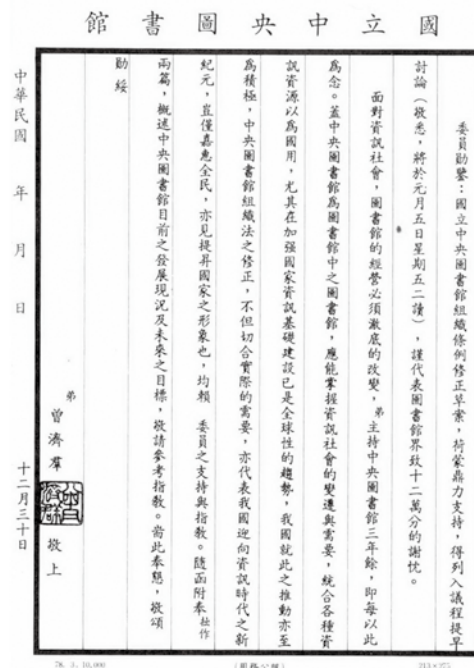 館書圖央中立國
委員勛鑒：國立中央圖書館組織條例修正草案，荷蒙鼎力支持，得列入議程提早
討論（敬悉，將於元月五日星期五二讀），謹代表圖書館界致十二萬分的謝忱。
面對資訊社會，圖書館的經營必須澈底的改變，弟主持中央圖書館三年餘，即每以此
為念。蓋中央圖書館為圖書館中之圖書館，應能掌握資訊社會的變遷與需要，統合各種資
訊資源以為國用，尤其在加强國家資訊基礎建設已是全球性的趨勢，我國就此之推動亦至
為積極，中央圖書館組織法之修正，不但切合實際的需要，亦代表我國迎向資訊時代之新
紀元，豈僅嘉惠全民，亦見提昇國家之形象也，均賴　委員之支持與指教。隨函附奉拙作
兩篇，概述中央圖書館目前之發展現況及未來之目標，敬請參考指教。耑此奉懇，敬頌
勛綏
弟 曾濟羣 敬上
十二月三十日
中華民國 年 月 日
78. 3. 10,000